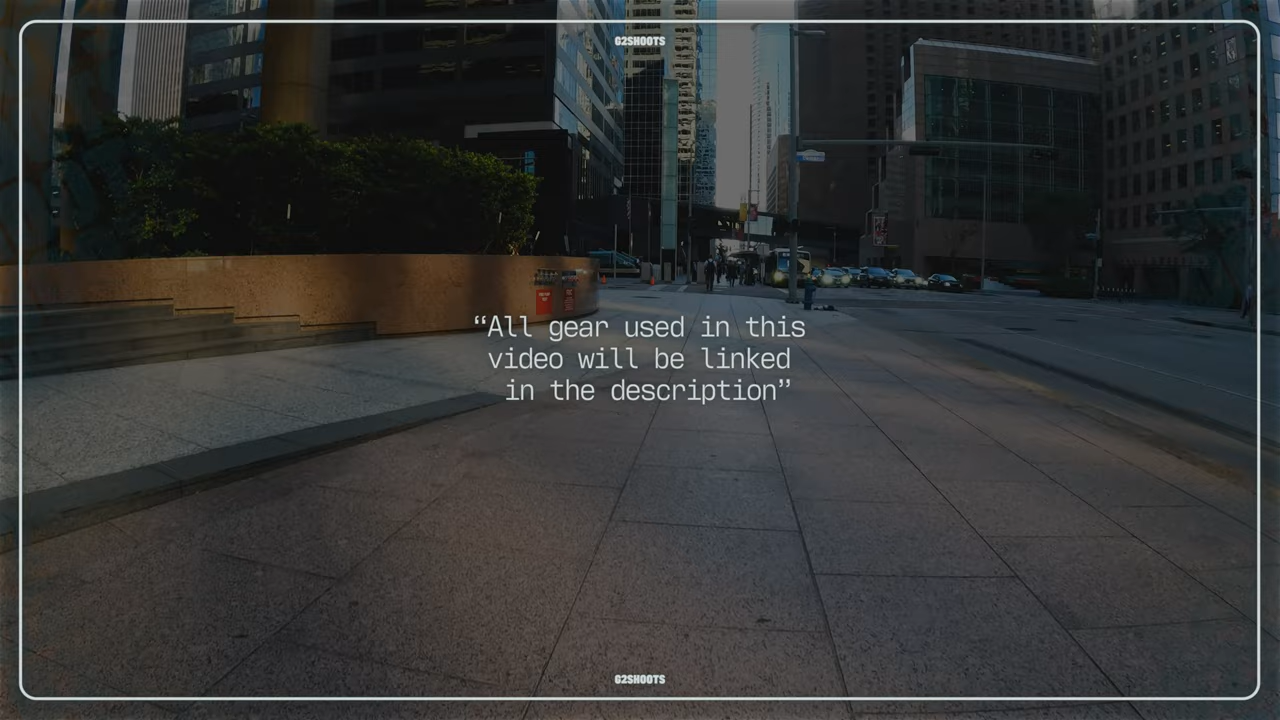 G2SHOOTS
“All gear used in this
video will be linked
in the description”
G2SHOOTS